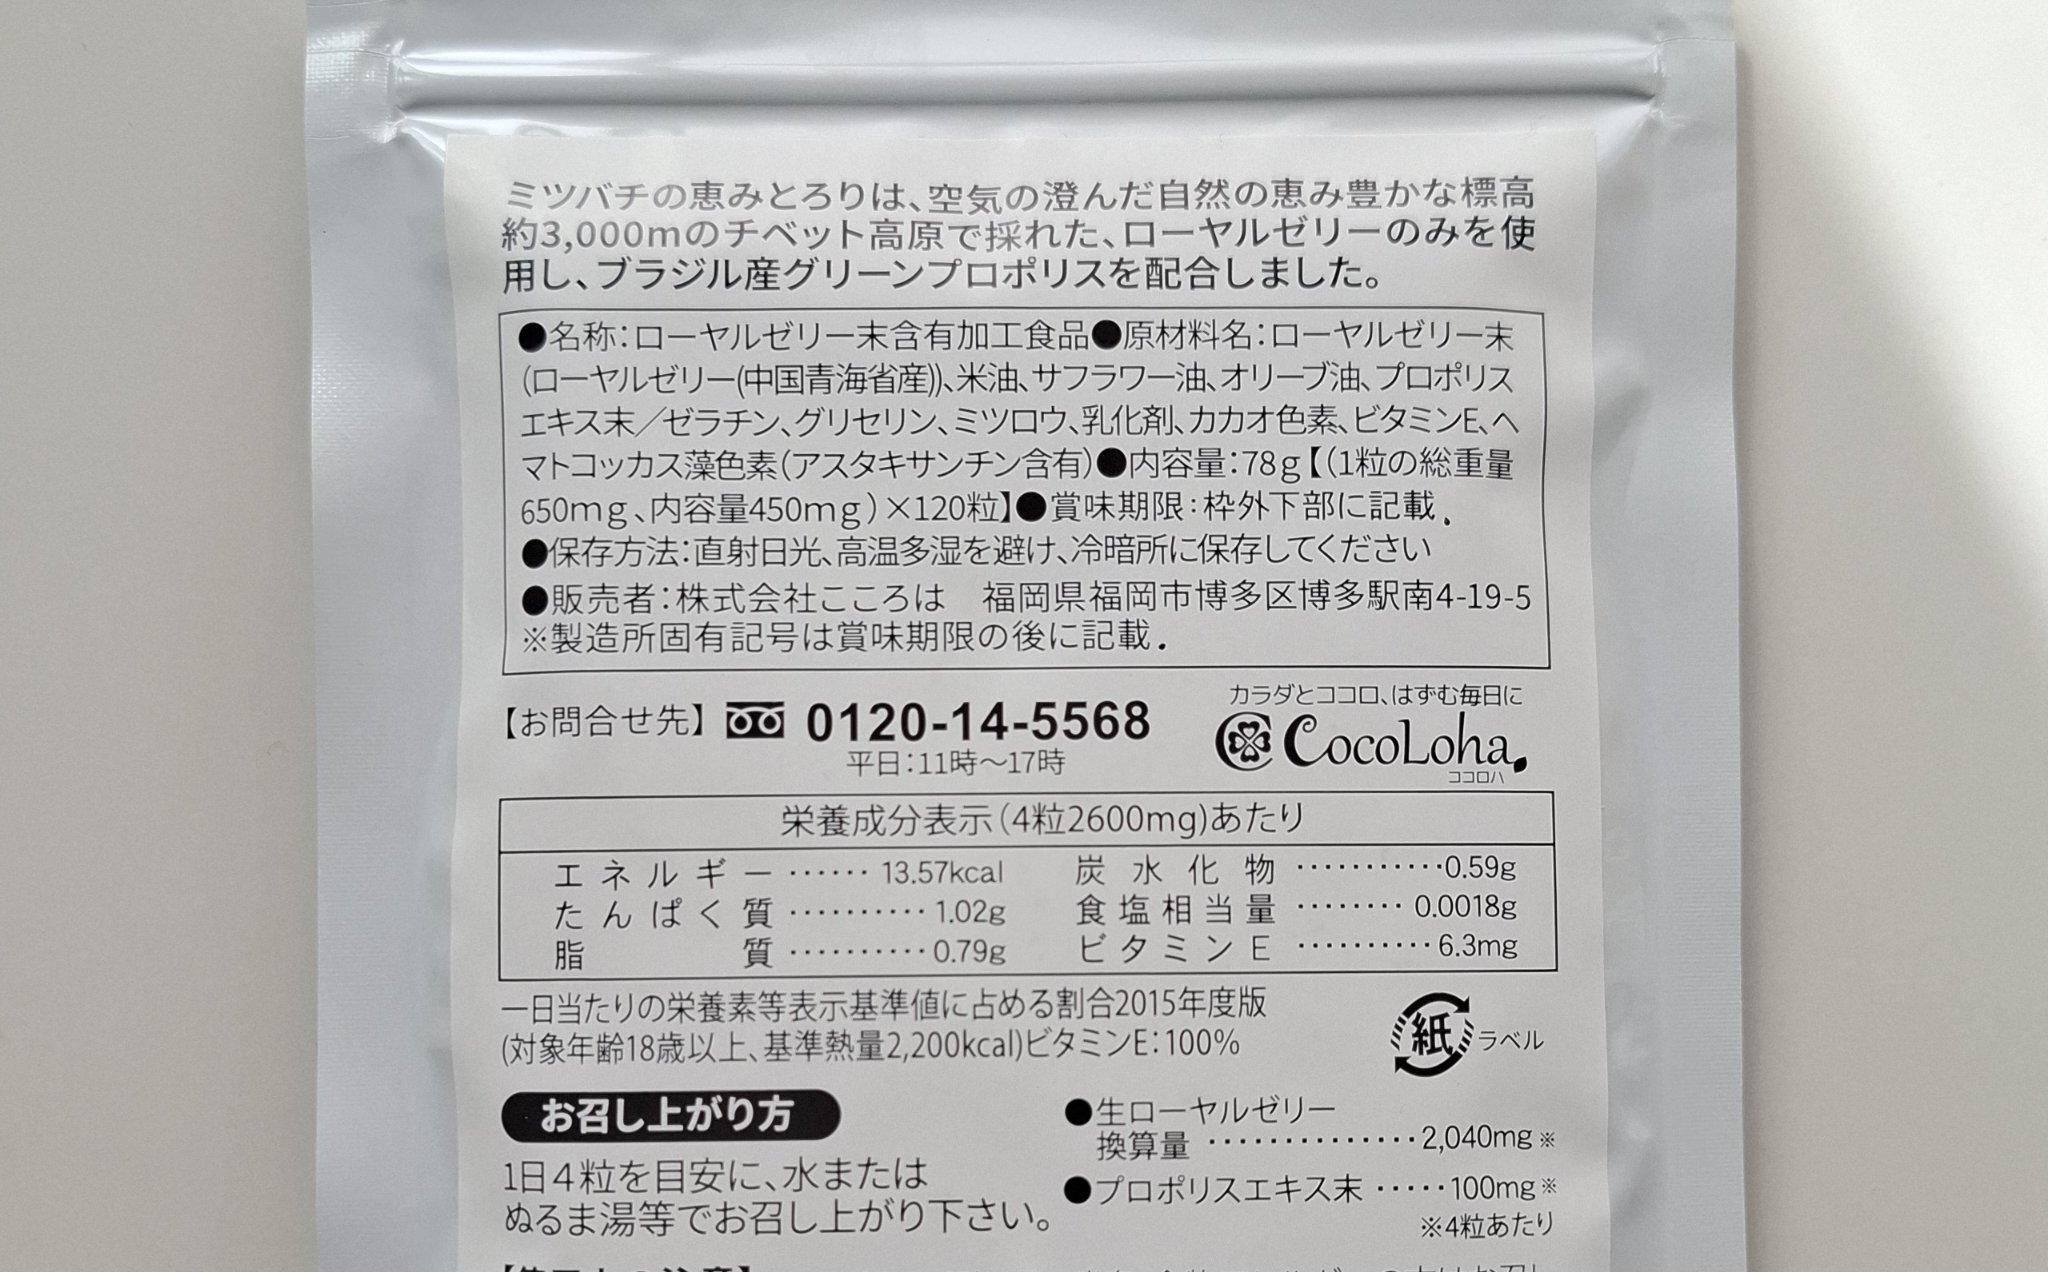 ミツバチの恵みとろりは、空気の澄んだ自然の恵み豊かな標高
約3,000mのチベット高原で採れた、ローヤルゼリーのみを使
用し、ブラジル産グリーンプロポリスを配合しました。
●名称:ローヤルゼリー末含有加工食品●原材料名:ローヤルゼリー末
(ローヤルゼリー(中国青海省産))、米油、サフラワー油、オリーブ油、プロポリス
エキス末／ゼラチン、グリセリン、ミツロウ、乳化剤、カカオ色素、ビタミンE、ヘ
マトコッカス藻色素(アスタキサンチン含有)●内容量:78g【(1粒の総重量
650mg、内容量450mg)×120粒】●賞味期限:枠外下部に記載.
●保存方法:直射日光、高温多湿を避け、冷暗所に保存してください
●販売者:株式会社こころは　福岡県福岡市博多区博多駅南4-19-5
※製造所固有記号は賞味期限の後に記載.
【お問合せ先】 0120-14-5568
平日:11時〜17時
カラダとココロ、はずむ毎日に
CocoLoha
ココロハ
栄養成分表示(4粒2600mg)あたり
エネルギー……13.57kcal 炭水化物…………0.59g
たんぱく質…………1.02g 食塩相当量………0.0018g
脂質…………0.79g ビタミンE…………6.3mg
一日当たりの栄養素等表示基準値に占める割合2015年度版
(対象年齢18歳以上、基準熱量2,200kcal)ビタミンE:100%
紙 ラベル
お召し上がり方
1日4粒を目安に、水または
ぬるま湯等でお召し上がり下さい。
●生ローヤルゼリー
換算量……………2,040mg※
●プロポリスエキス末……100mg※
※4粒あたり